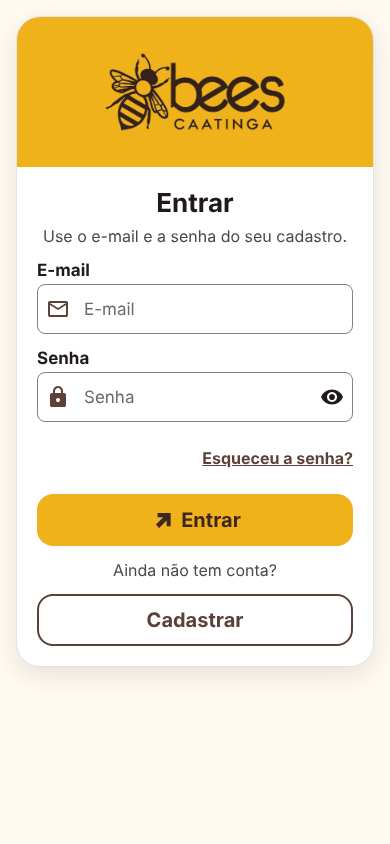 bees
CAATINGA
Entrar
Use o e-mail e a senha do seu cadastro.
E-mail
E-mail
Senha
Senha
Esqueceu a senha?
Entrar
Ainda não tem conta?
Cadastrar